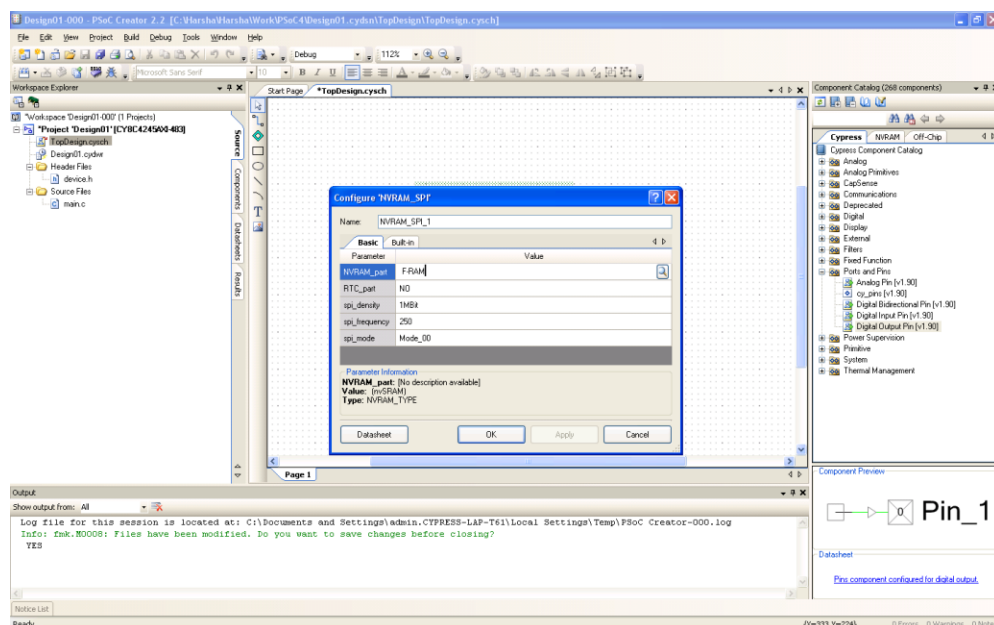 Design01-000 - PSoC Creator 2.2 [C:\Harsha\Harsha\Work\PSoC4\Design01.cydsn\TopDesign\TopDesign.cysch]
File Edit View Project Build Debug Tools Window Help
Debug 112%
Microsoft Sans Serif 10 B I U
Workspace Explorer
Workspace 'Design01-000' (1 Projects)
Project 'Design01' [CY8C4245AXI-483]
TopDesign.cysch
Design01.cydwr
Header Files
device.h
Source Files
main.c
Source
Components
Datasheets
Results
Start Page *TopDesign.cysch
Configure 'NVRAM_SPI'
Name: NVRAM_SPI_1
Basic Built-in
Parameter Value
NVRAM_part F-RAM
RTC_part NO
spi_density 1MBit
spi_frequency 250
spi_mode Mode_00
Parameter Information
NVRAM_part: [No description available]
Value: (nvSRAM)
Type: NVRAM_TYPE
Datasheet OK Apply Cancel
Page 1
Component Catalog (268 components)
Cypress NVRAM Off-Chip
Cypress Component Catalog
Analog
Analog Primitives
CapSense
Communications
Deprecated
Digital
Display
External
Filters
Fixed Function
Ports and Pins
Analog Pin [v1.90]
cy_pins [v1.90]
Digital Bidirectional Pin [v1.90]
Digital Input Pin [v1.90]
Digital Output Pin [v1.90]
Power Supervision
Primitive
System
Thermal Management
Component Preview
0 Pin_1
Datasheet
Pins component configured for digital output.
Output
Show output from: All
Log file for this session is located at: C:\Documents and Settings\admin.CYPRESS-LAP-T61\Local Settings\Temp\PSoC Creator-000.log
Info: fmk.M0008: Files have been modified. Do you want to save changes before closing?
YES
Notice List
Ready {X=333,Y=224} 0 Errors 0 Warnings 0 Note